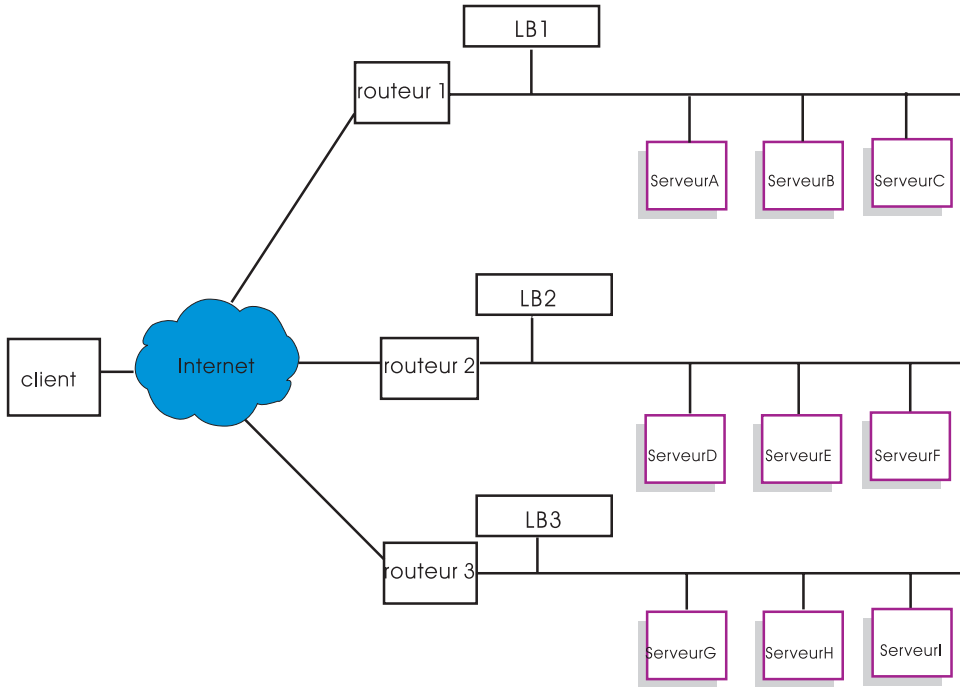 LB1
routeur 1
ServeurA
ServeurB
ServeurC
LB2
client
Internet
routeur 2
ServeurD
ServeurE
ServeurF
LB3
routeur 3
ServeurG
ServeurH
ServeurI